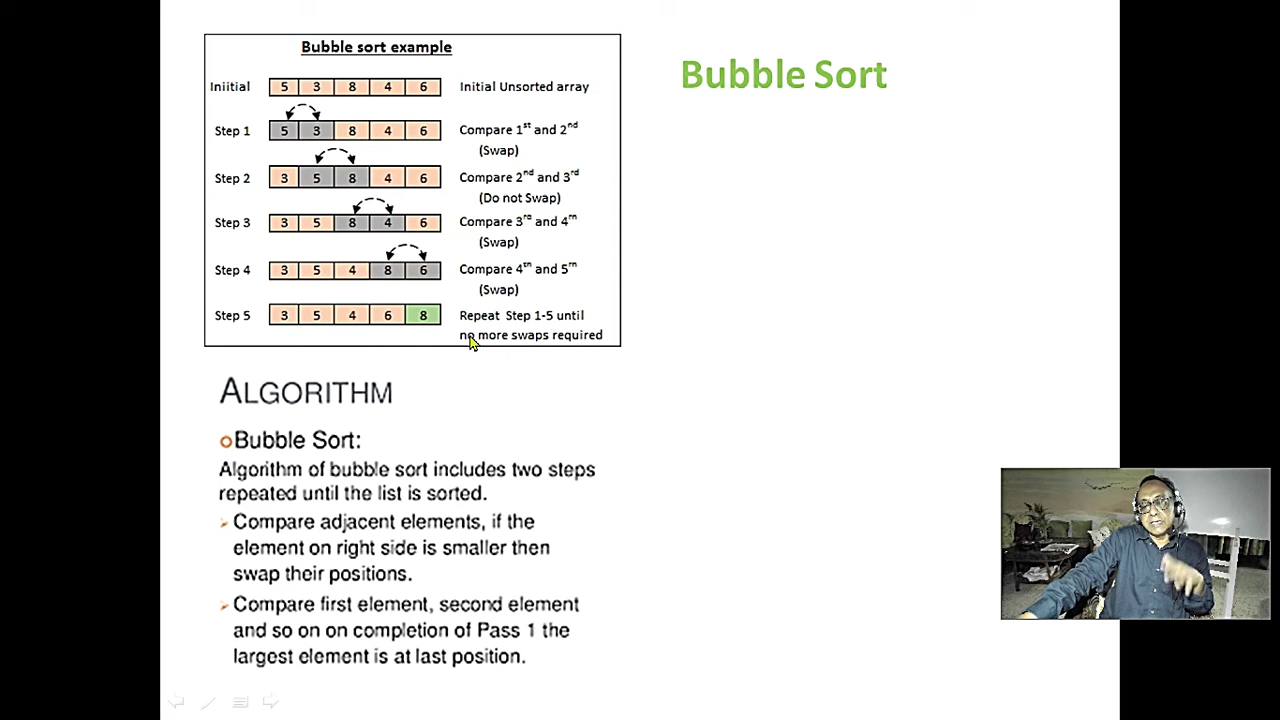 Bubble sort example
Iniitial 5 3 8 4 6 Initial Unsorted array
Step 1 5 3 8 4 6 Compare 1st and 2nd
(Swap)
Step 2 3 5 8 4 6 Compare 2nd and 3rd
(Do not Swap)
Step 3 3 5 8 4 6 Compare 3rd and 4th
(Swap)
Step 4 3 5 4 8 6 Compare 4th and 5th
(Swap)
Step 5 3 5 4 6 8 Repeat Step 1-5 until
no more swaps required
Bubble Sort
ALGORITHM
Bubble Sort:
Algorithm of bubble sort includes two steps
repeated until the list is sorted.
Compare adjacent elements, if the
element on right side is smaller then
swap their positions.
Compare first element, second element
and so on on completion of Pass 1 the
largest element is at last position.